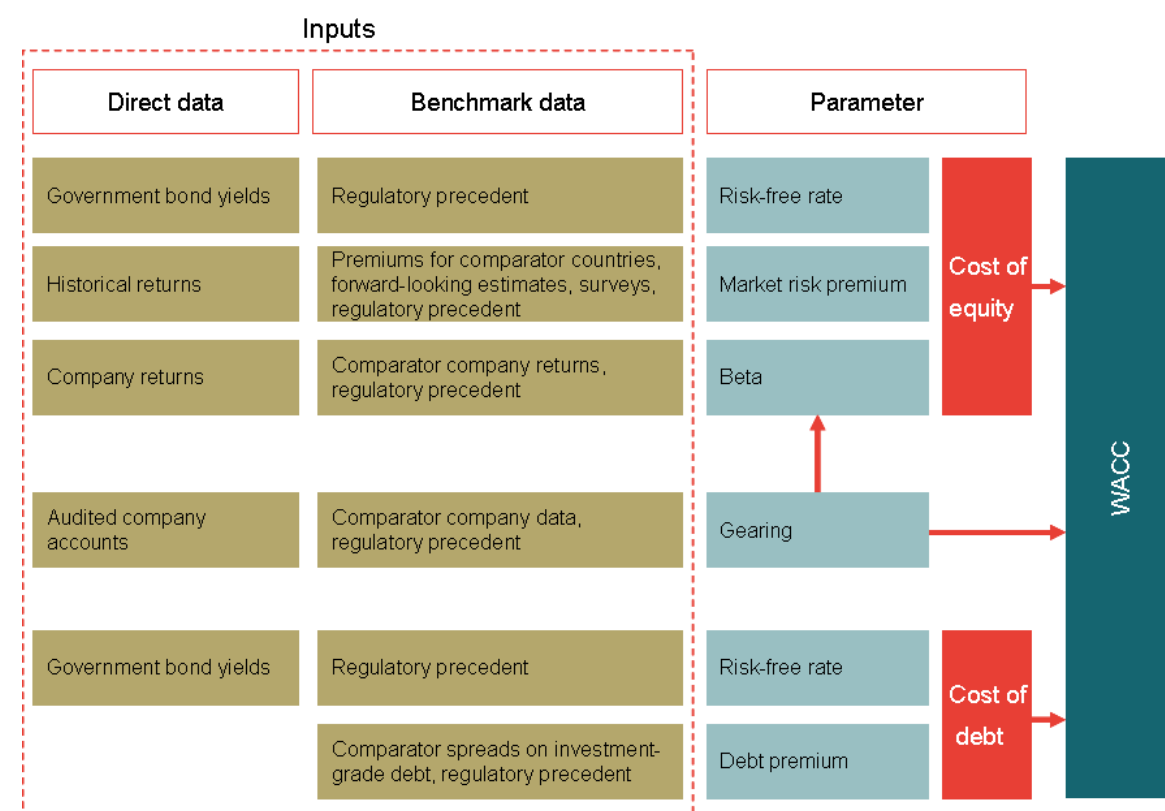 Inputs
Direct data
Benchmark data
Parameter
Government bond yields
Regulatory precedent
Risk-free rate
Historical returns
Premiums for comparator countries,
forward-looking estimates, surveys,
regulatory precedent
Market risk premium
Company returns
Comparator company returns,
regulatory precedent
Beta
Cost of
equity
Audited company
accounts
Comparator company data,
regulatory precedent
Gearing
Government bond yields
Regulatory precedent
Risk-free rate
Comparator spreads on investment-
grade debt, regulatory precedent
Debt premium
Cost of
debt
WACC